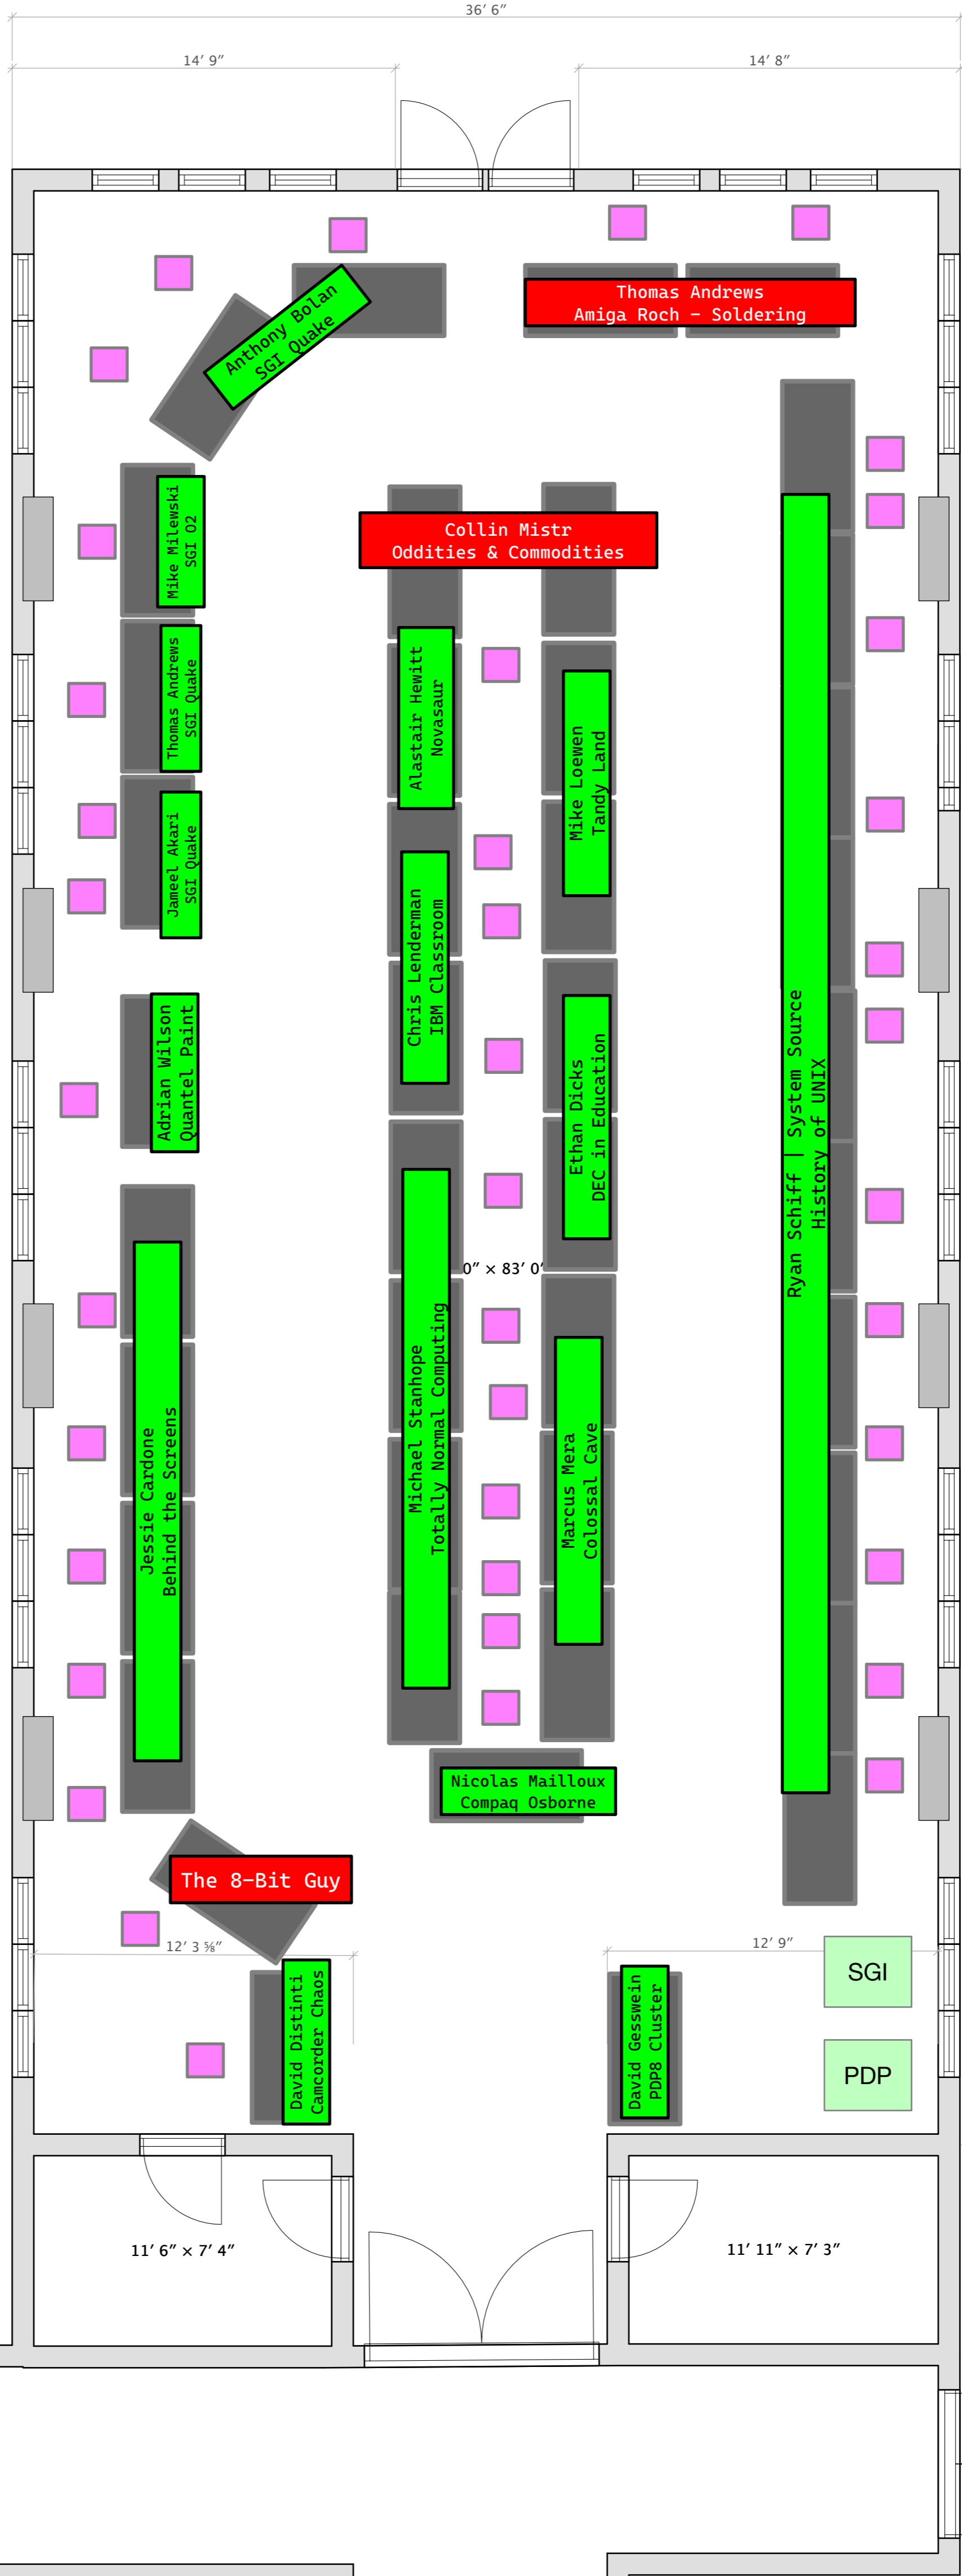 36′ 6″
14′ 9″
14′ 8″
Anthony Bolan
SGI Quake
Thomas Andrews
Amiga Roch - Soldering
Mike Milewski
SGI O2
Collin Mistr
Oddities & Commodities
Thomas Andrews
SGI Quake
Alastair Hewitt
Novasaur
Mike Loewen
Tandy Land
Jameel Akari
SGI Quake
Chris Lenderman
IBM Classroom
Adrian Wilson
Quantel Paint
Ethan Dicks
DEC in Education
Ryan Schiff | System Source
History of UNIX
0″ × 83′ 0″
Jessie Cardone
Behind the Screens
Michael Stanhope
Totally Normal Computing
Marcus Mera
Colossal Cave
Nicolas Mailloux
Compaq Osborne
The 8-Bit Guy
12′ 3 ⅝″
12′ 9″
SGI
David Distinti
Camcorder Chaos
David Gesswein
PDP8 Cluster
PDP
11′ 6″ × 7′ 4″
11′ 11″ × 7′ 3″